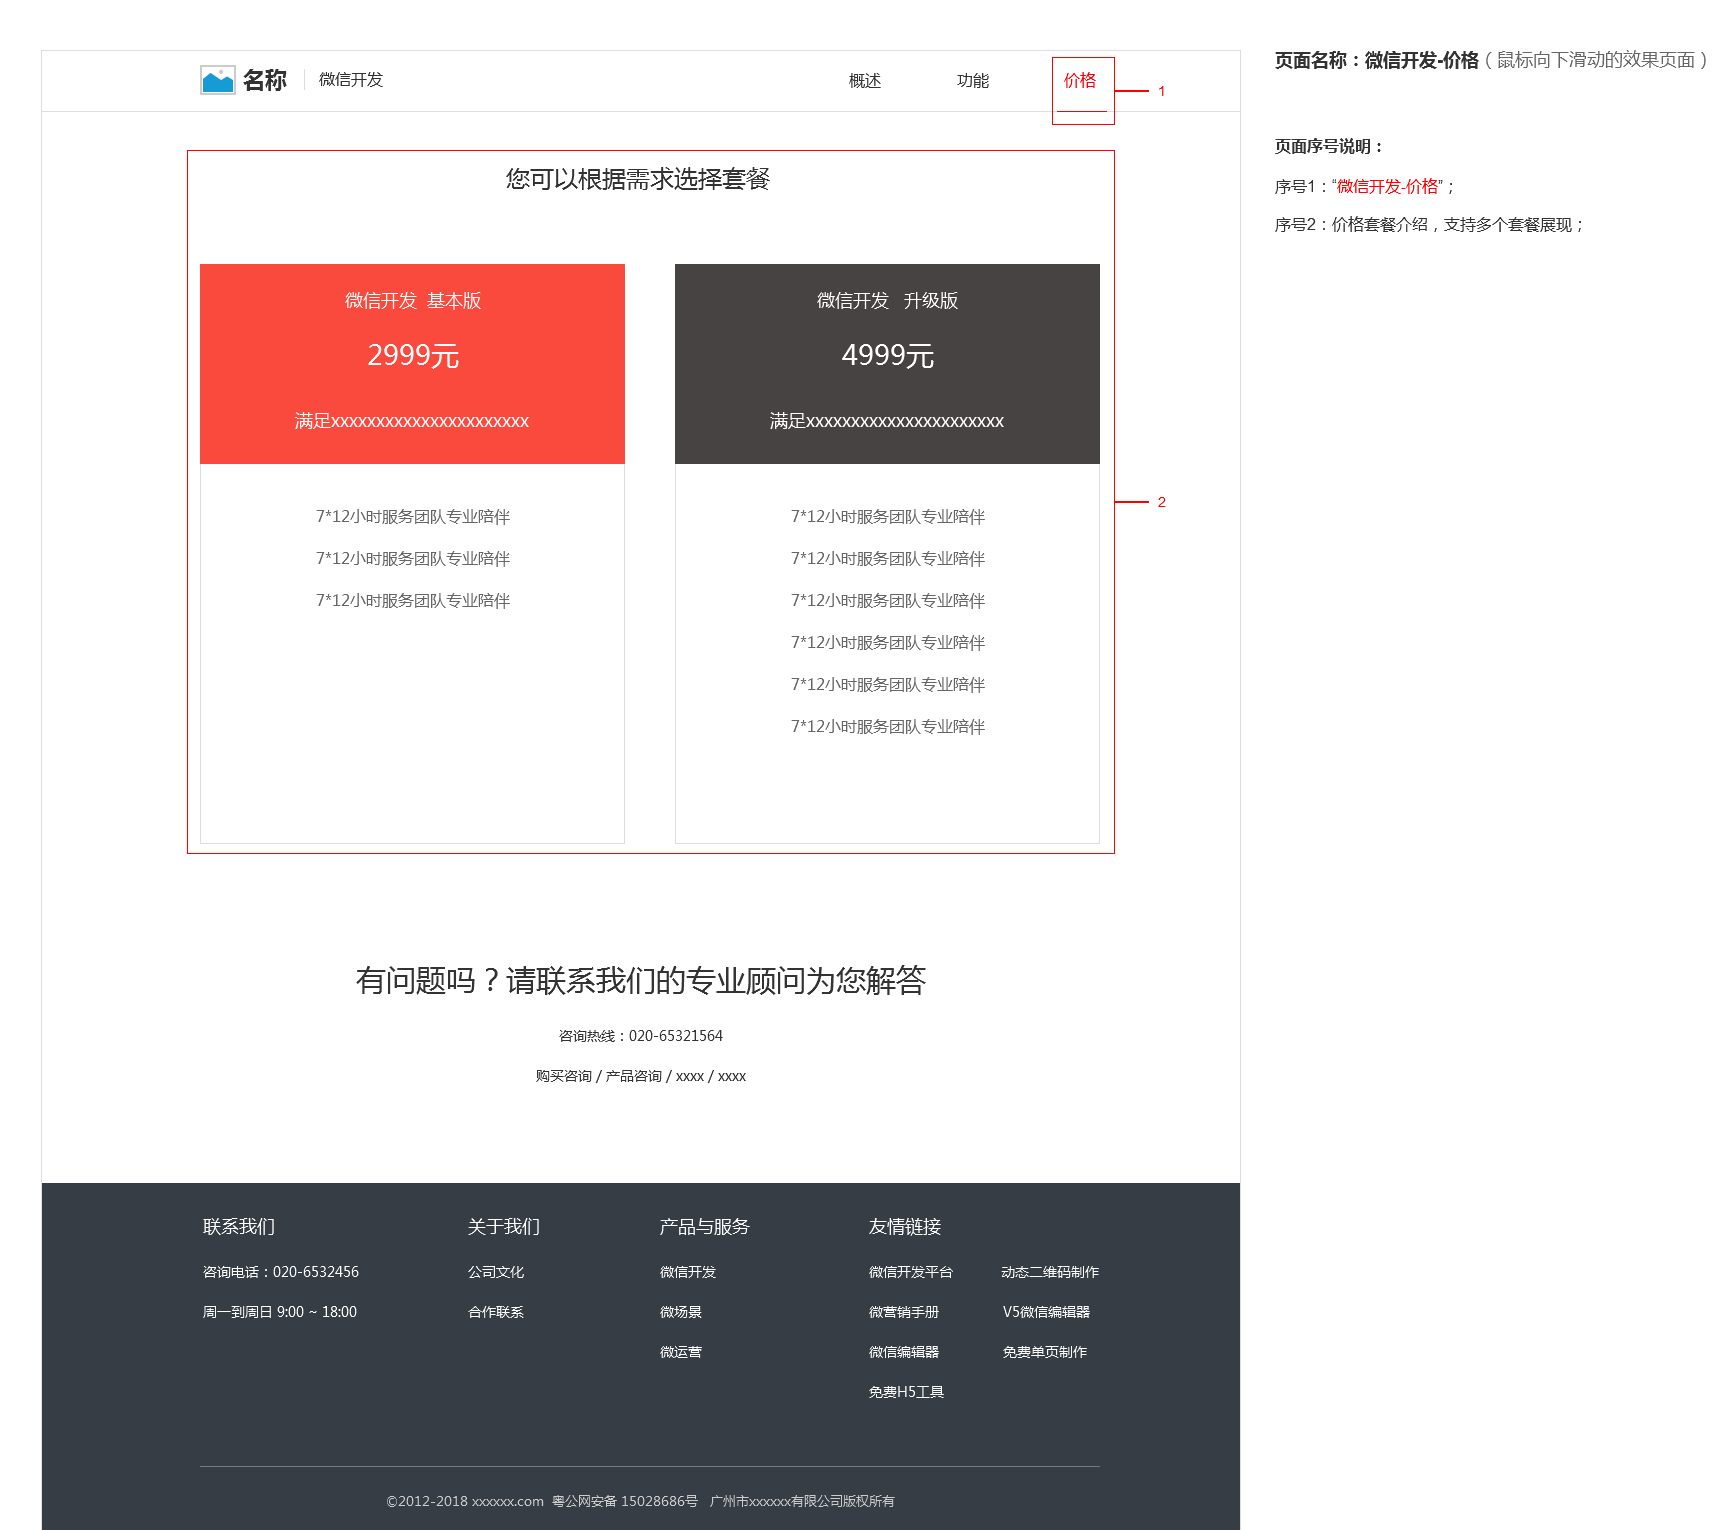 名称 微信开发 概述 功能 价格 1
您可以根据需求选择套餐
微信开发 基本版
2999元
满足xxxxxxxxxxxxxxxxxxxxxx
7*12小时服务团队专业陪伴
7*12小时服务团队专业陪伴
7*12小时服务团队专业陪伴
微信开发 升级版
4999元
满足xxxxxxxxxxxxxxxxxxxxxx
7*12小时服务团队专业陪伴
7*12小时服务团队专业陪伴
7*12小时服务团队专业陪伴
7*12小时服务团队专业陪伴
7*12小时服务团队专业陪伴
7*12小时服务团队专业陪伴
2
有问题吗？请联系我们的专业顾问为您解答
咨询热线：020-65321564
购买咨询 / 产品咨询 / xxxx / xxxx
联系我们
咨询电话：020-6532456
周一到周日 9:00 ~ 18:00
关于我们
公司文化
合作联系
产品与服务
微信开发
微场景
微运营
友情链接
微信开发平台 动态二维码制作
微营销手册 V5微信编辑器
微信编辑器 免费单页制作
免费H5工具
©2012-2018 xxxxxx.com 粤公网安备 15028686号 广州市xxxxxx有限公司版权所有
页面名称：微信开发-价格（鼠标向下滑动的效果页面）
页面序号说明：
序号1：“微信开发-价格”；
序号2：价格套餐介绍，支持多个套餐展现；